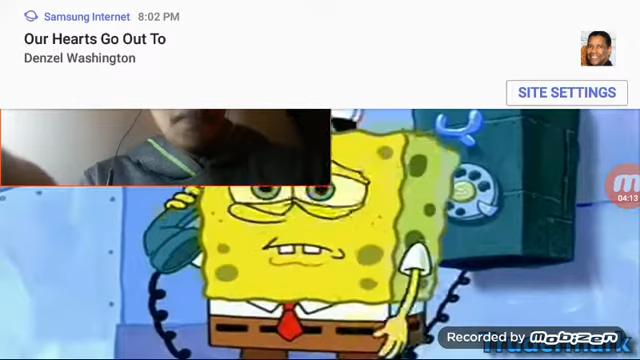 Samsung Internet 8:02 PM
Our Hearts Go Out To
Denzel Washington
SITE SETTINGS
04:13
Recorded by mobizen